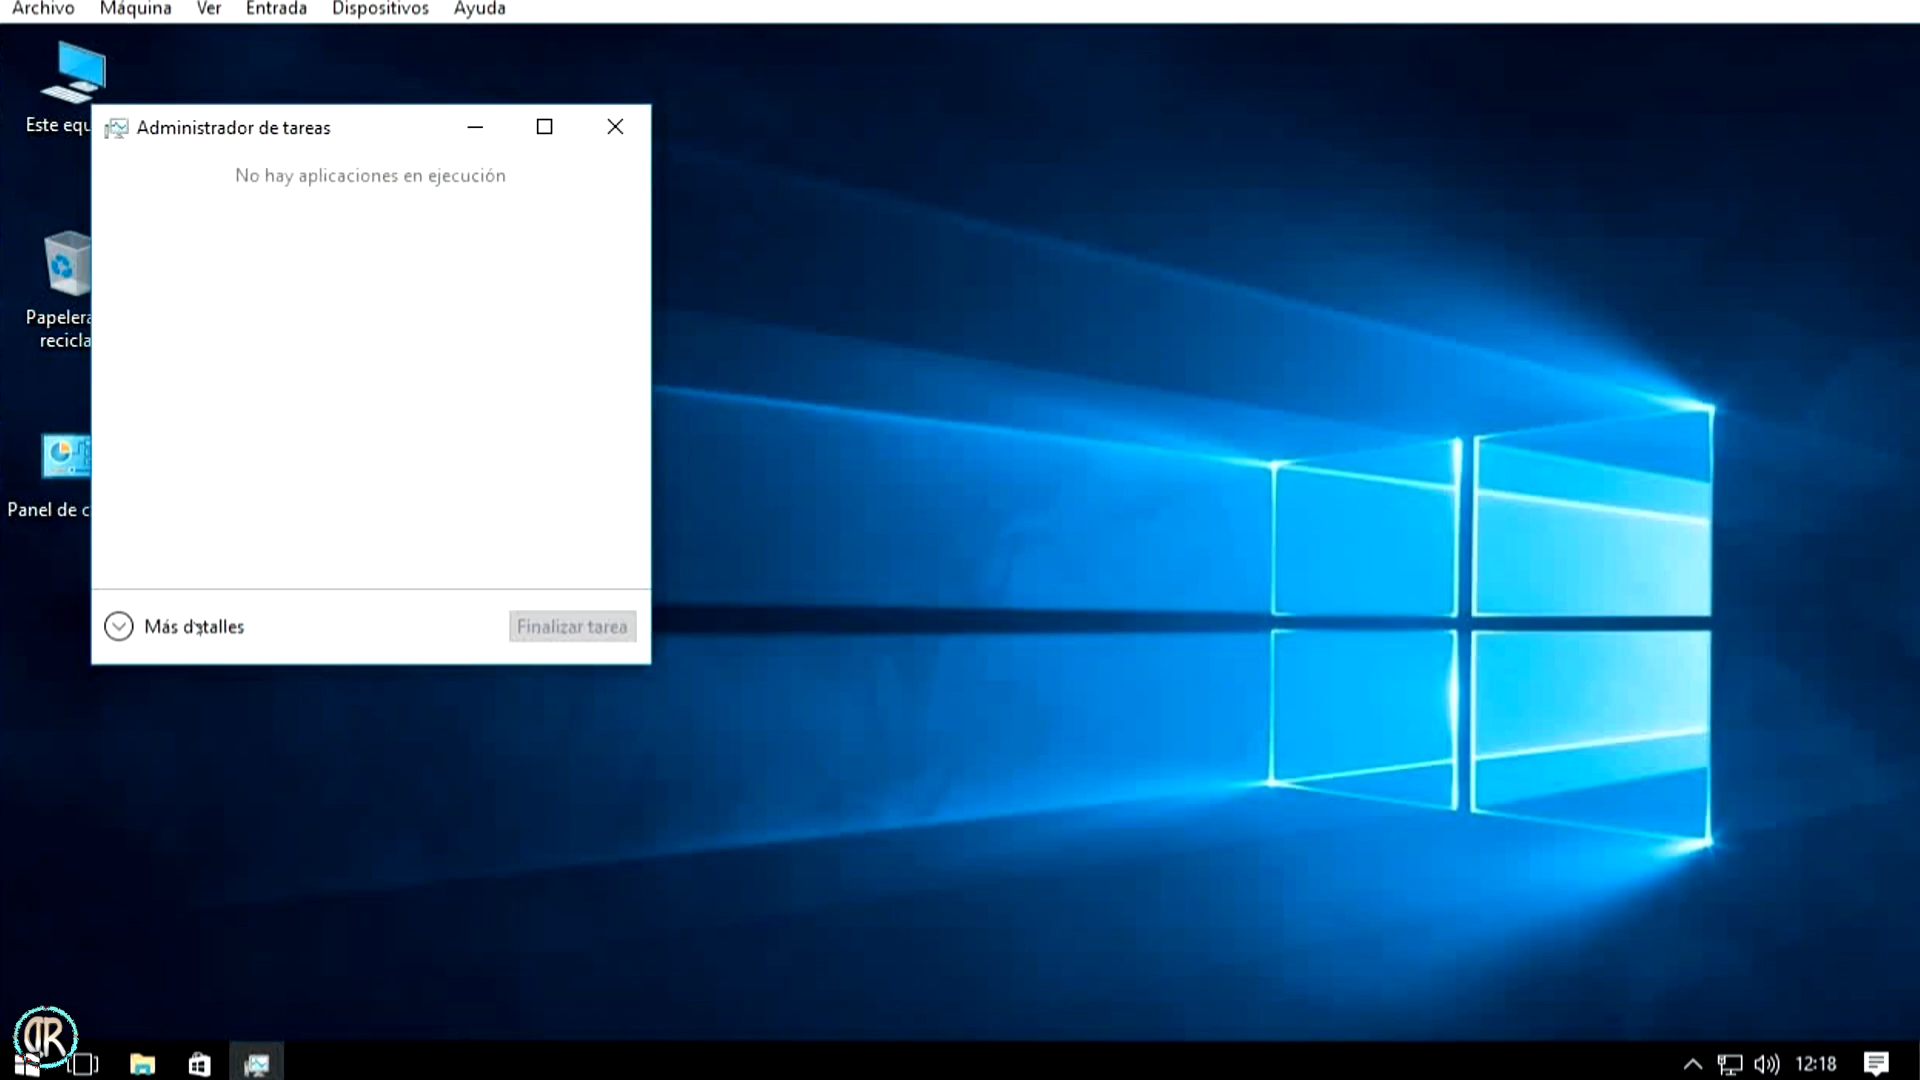 Archivo Máquina Ver Entrada Dispositivos Ayuda
Este equ
Administrador de tareas
No hay aplicaciones en ejecución
Papelera
recicla
Panel de c
Más detalles
Finalizar tarea
DR
12:18